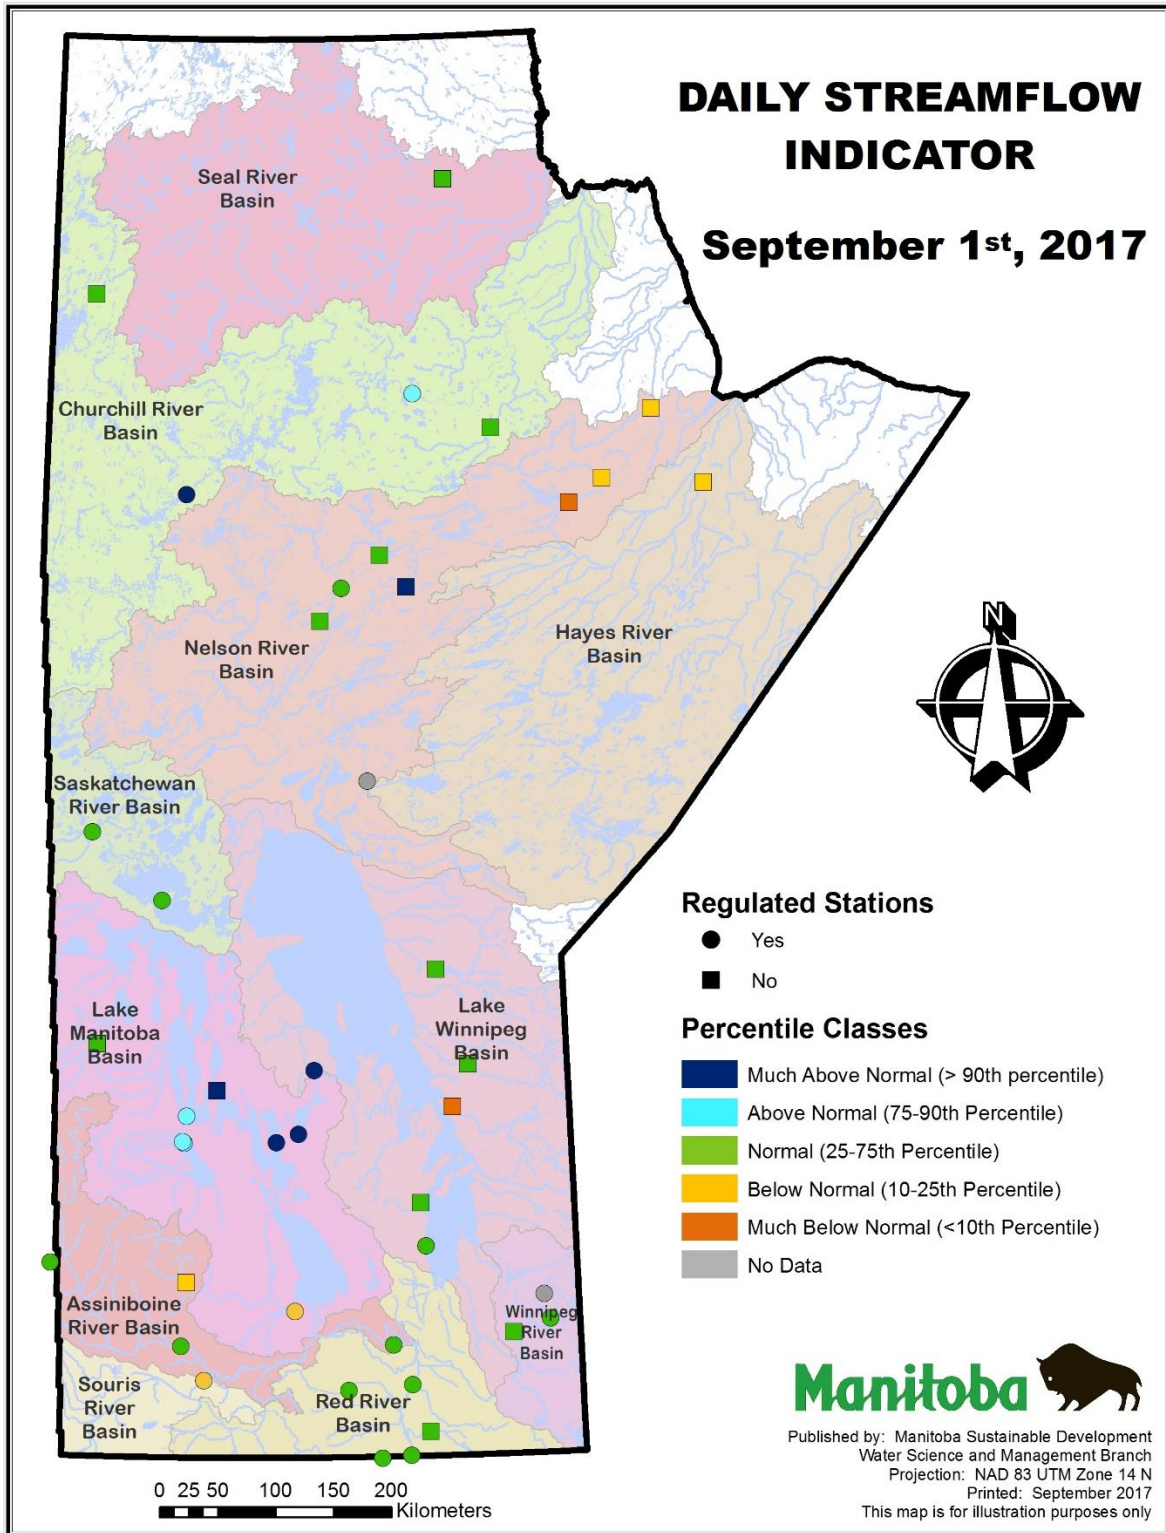 DAILY STREAMFLOW
INDICATOR
September 1st, 2017
Seal River
Basin
Churchill River
Basin
Nelson River
Basin
Hayes River
Basin
Saskatchewan
River Basin
Lake
Manitoba
Basin
Lake
Winnipeg
Basin
Assiniboine
River Basin
Winnipeg
River
Basin
Souris
River
Basin
Red River
Basin
N
Regulated Stations
Yes
No
Percentile Classes
Much Above Normal (> 90th percentile)
Above Normal (75-90th Percentile)
Normal (25-75th Percentile)
Below Normal (10-25th Percentile)
Much Below Normal (<10th Percentile)
No Data
Manitoba
Published by: Manitoba Sustainable Development
Water Science and Management Branch
Projection: NAD 83 UTM Zone 14 N
Printed: September 2017
This map is for illustration purposes only
0 25 50 100 150 200
Kilometers